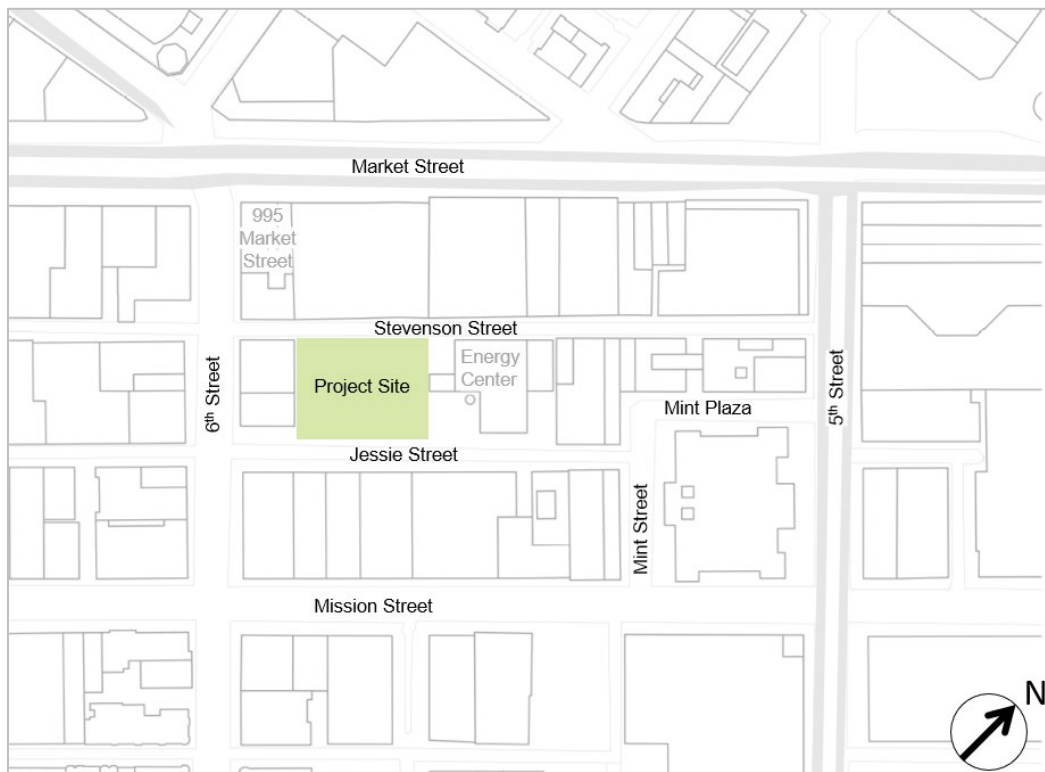 Market Street
995
Market
Street
Stevenson Street
Energy
Center
Project Site
6th Street
5th Street
Mint Plaza
Jessie Street
Mint Street
Mission Street
N